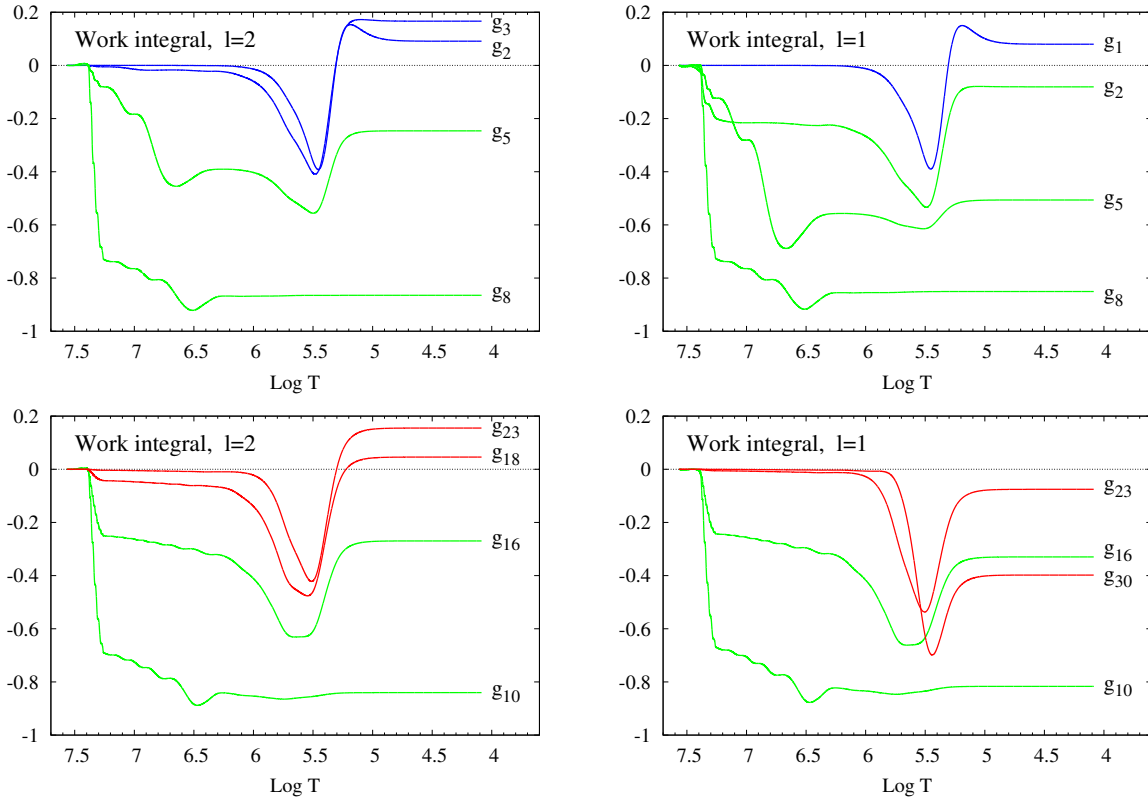 0.2
0
-0.2
-0.4
-0.6
-0.8
-1
Work integral, l=2
g3
g2
g5
g8
7.5 7 6.5 6 5.5 5 4.5 4
Log T
0.2
0
-0.2
-0.4
-0.6
-0.8
-1
Work integral, l=1
g1
g2
g5
g8
7.5 7 6.5 6 5.5 5 4.5 4
Log T
0.2
0
-0.2
-0.4
-0.6
-0.8
-1
Work integral, l=2
g23
g18
g16
g10
7.5 7 6.5 6 5.5 5 4.5 4
Log T
0.2
0
-0.2
-0.4
-0.6
-0.8
-1
Work integral, l=1
g23
g16
g30
g10
7.5 7 6.5 6 5.5 5 4.5 4
Log T